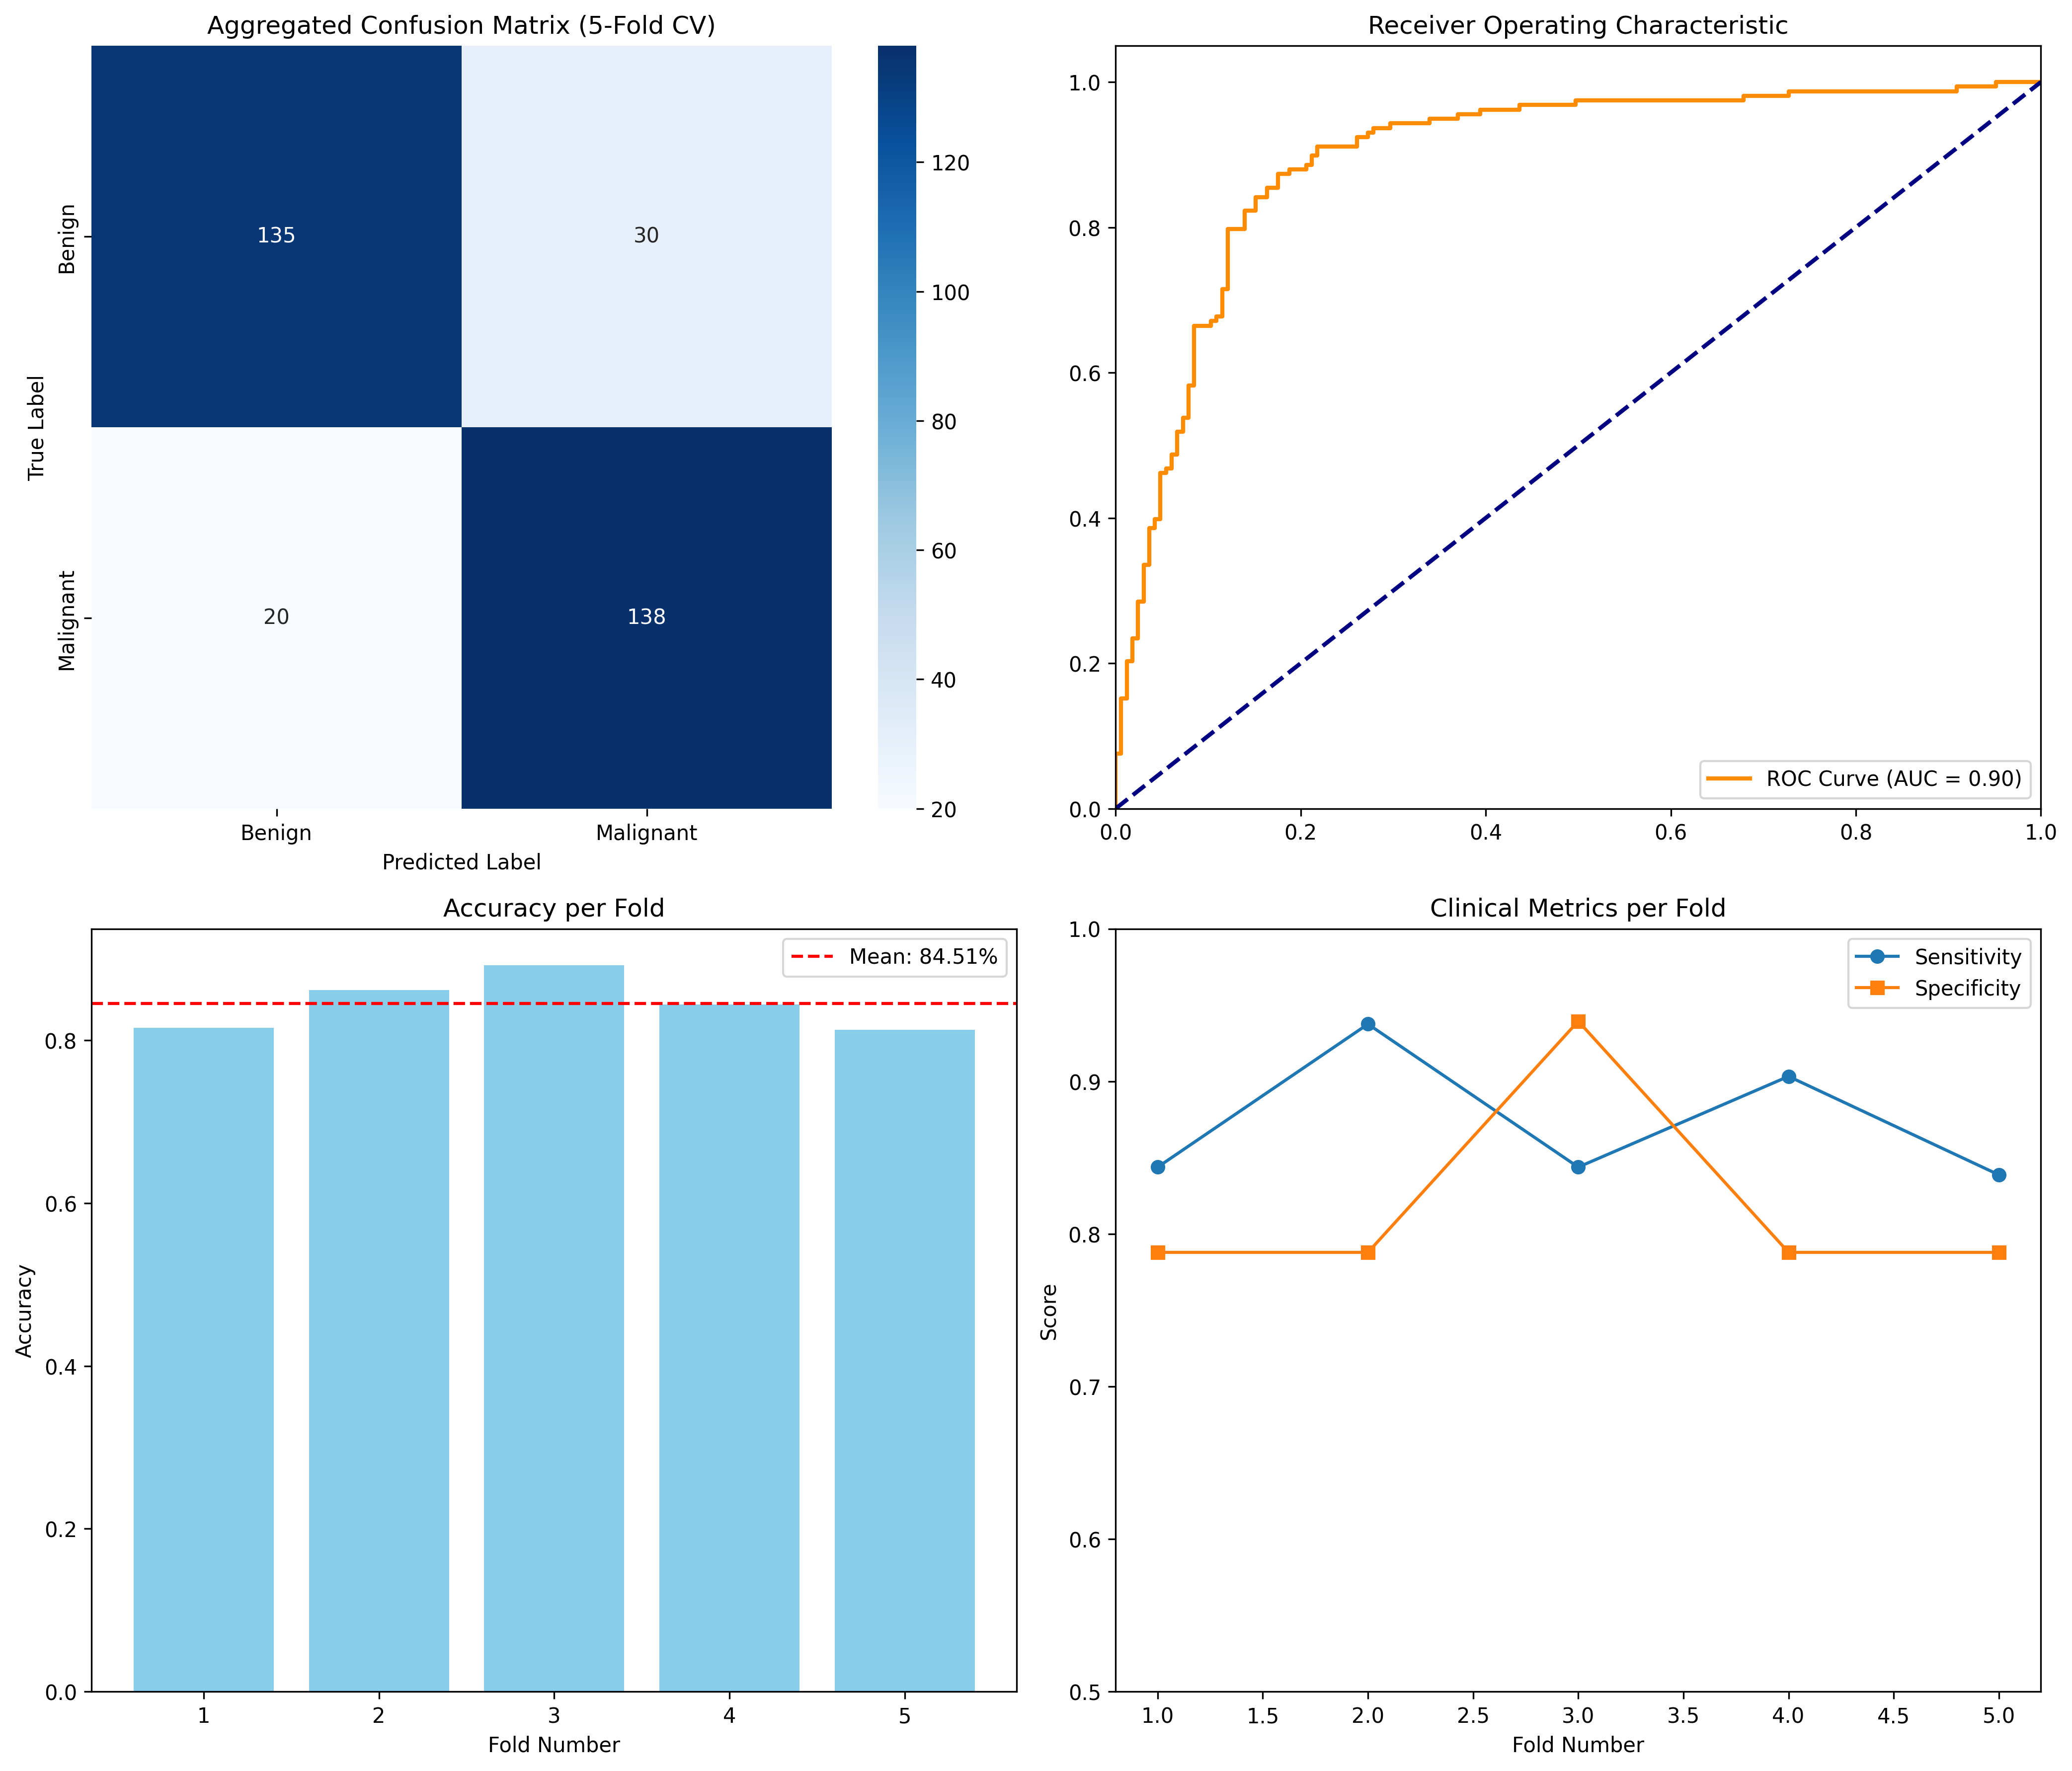 Aggregated Confusion Matrix (5-Fold CV)
True Label
Benign
Malignant
135
30
20
138
Benign
Malignant
Predicted Label
120
100
80
60
40
20
Receiver Operating Characteristic
1.0
0.8
0.6
0.4
0.2
0.0
0.0
0.2
0.4
0.6
0.8
1.0
ROC Curve (AUC = 0.90)
Accuracy per Fold
Accuracy
0.8
0.6
0.4
0.2
0.0
Mean: 84.51%
1
2
3
4
5
Fold Number
Clinical Metrics per Fold
Score
1.0
0.9
0.8
0.7
0.6
0.5
Sensitivity
Specificity
1.0
1.5
2.0
2.5
3.0
3.5
4.0
4.5
5.0
Fold Number